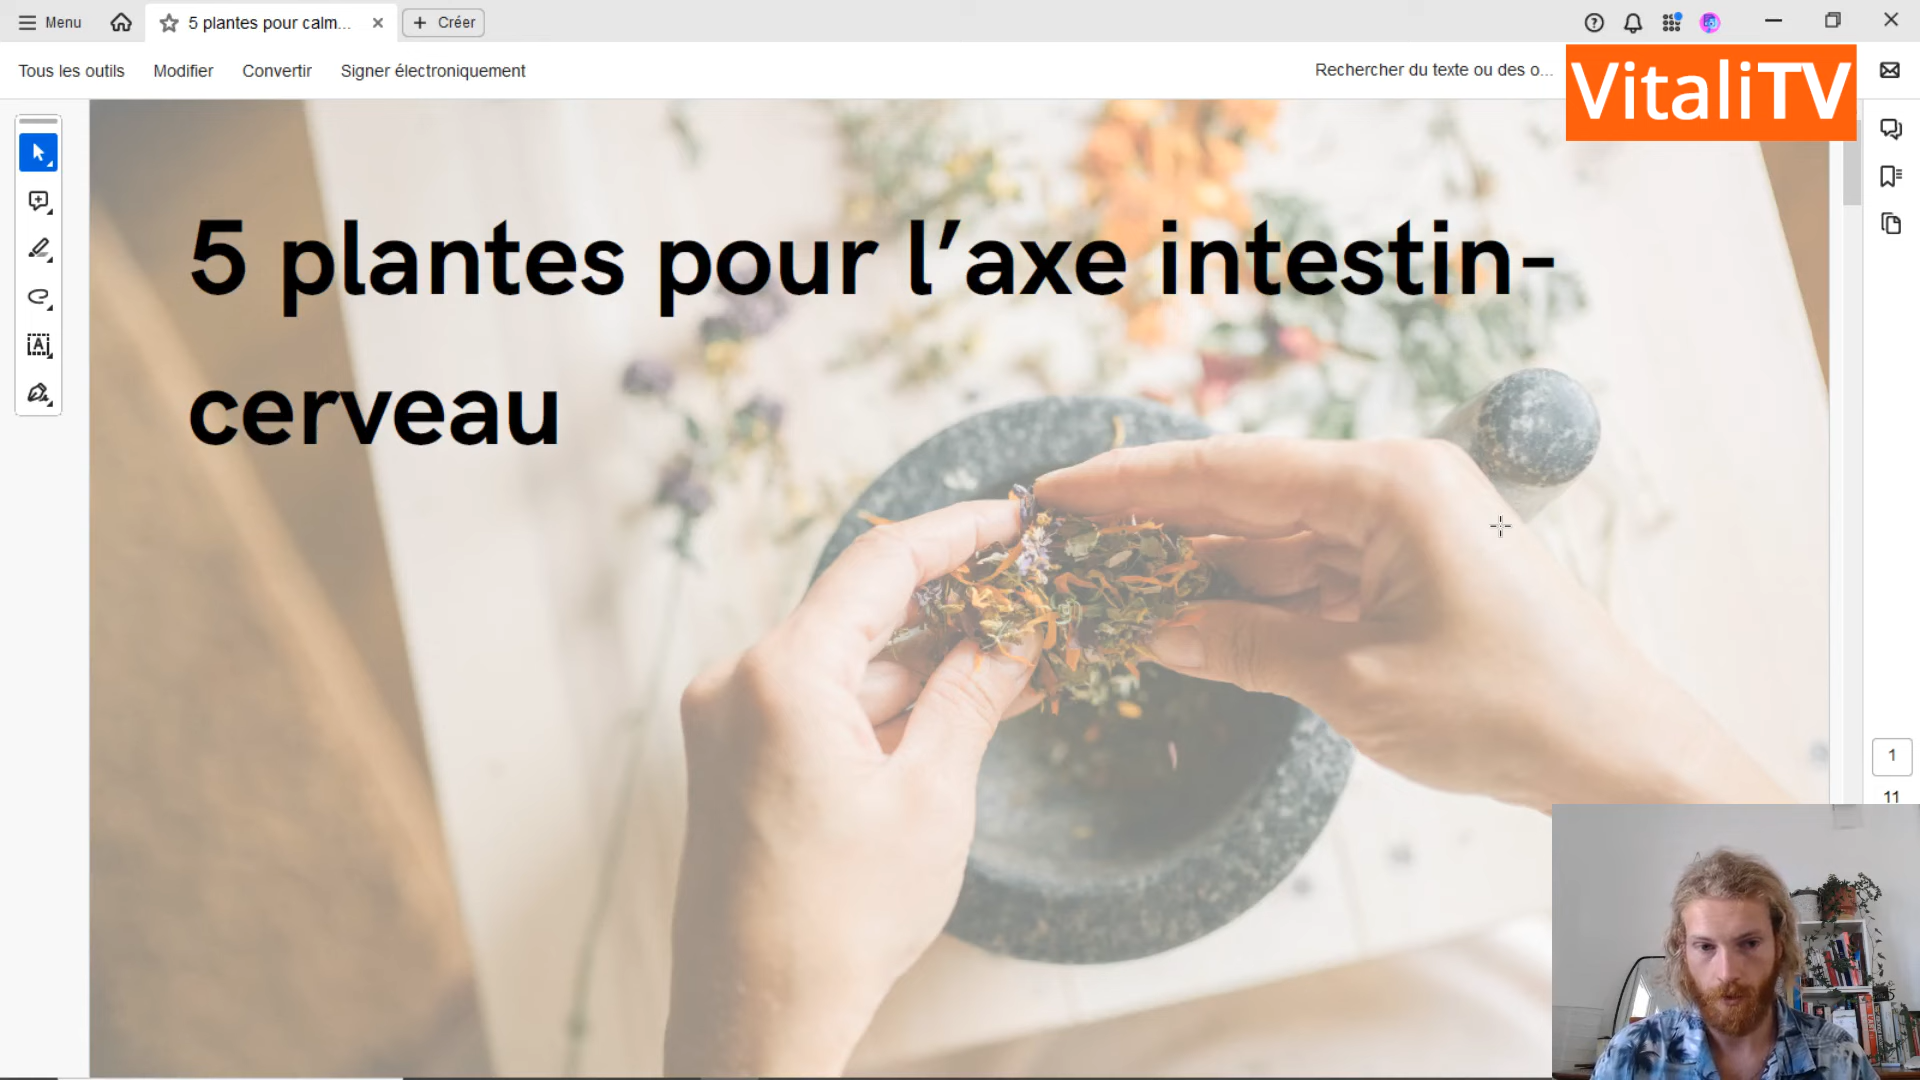 Menu
5 plantes pour calm...
Créer
Tous les outils
Modifier
Convertir
Signer électroniquement
Rechercher du texte ou des o...
VitaliTV
5 plantes pour l’axe intestin-
cerveau
1
11